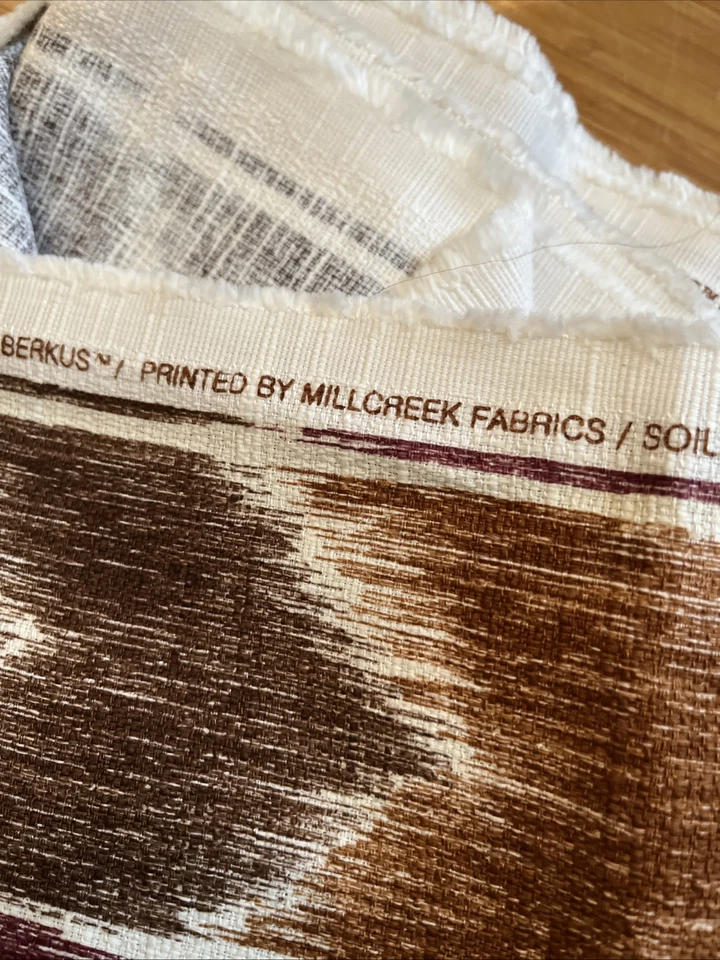 BERKUS™ / PRINTED BY MILLCREEK FABRICS / SOIL